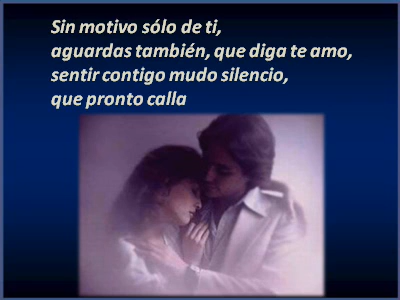 Sin motivo sólo de ti,
aguardas también, que diga te amo,
sentir contigo mudo silencio,
que pronto calla